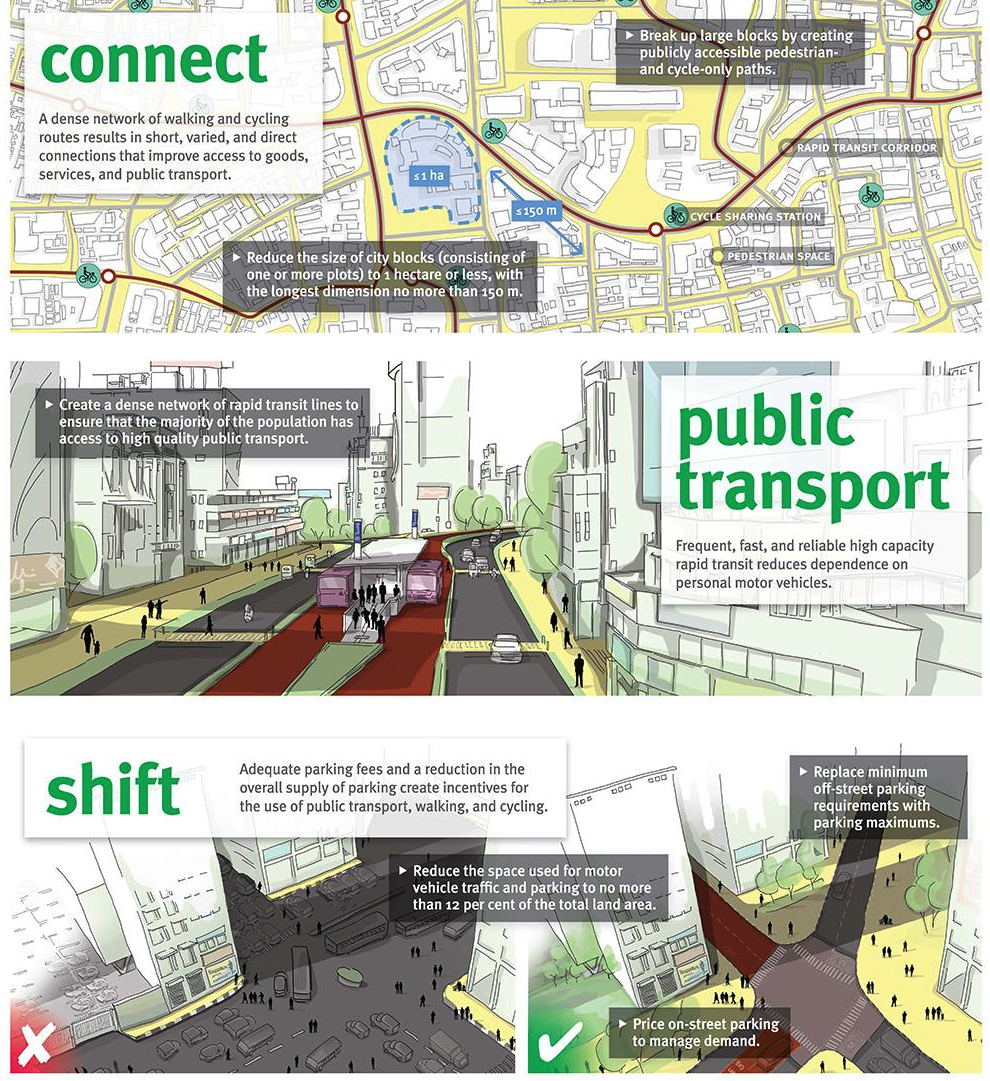 connect
A dense network of walking and cycling
routes results in short, varied, and direct
connections that improve access to goods,
services, and public transport.
Break up large blocks by creating
publicly accessible pedestrian-
and cycle-only paths.
RAPID TRANSIT CORRIDOR
≤1 ha
≤150 m
CYCLE SHARING STATION
PEDESTRIAN SPACE
Reduce the size of city blocks (consisting of
one or more plots) to 1 hectare or less, with
the longest dimension no more than 150 m.
Create a dense network of rapid transit lines to
ensure that the majority of the population has
access to high quality public transport.
public
transport
Frequent, fast, and reliable high capacity
rapid transit reduces dependence on
personal motor vehicles.
shift
Adequate parking fees and a reduction in the
overall supply of parking create incentives for
the use of public transport, walking, and cycling.
Replace minimum
off-street parking
requirements with
parking maximums.
Reduce the space used for motor
vehicle traffic and parking to no more
than 12 per cent of the total land area.
Price on-street parking
to manage demand.